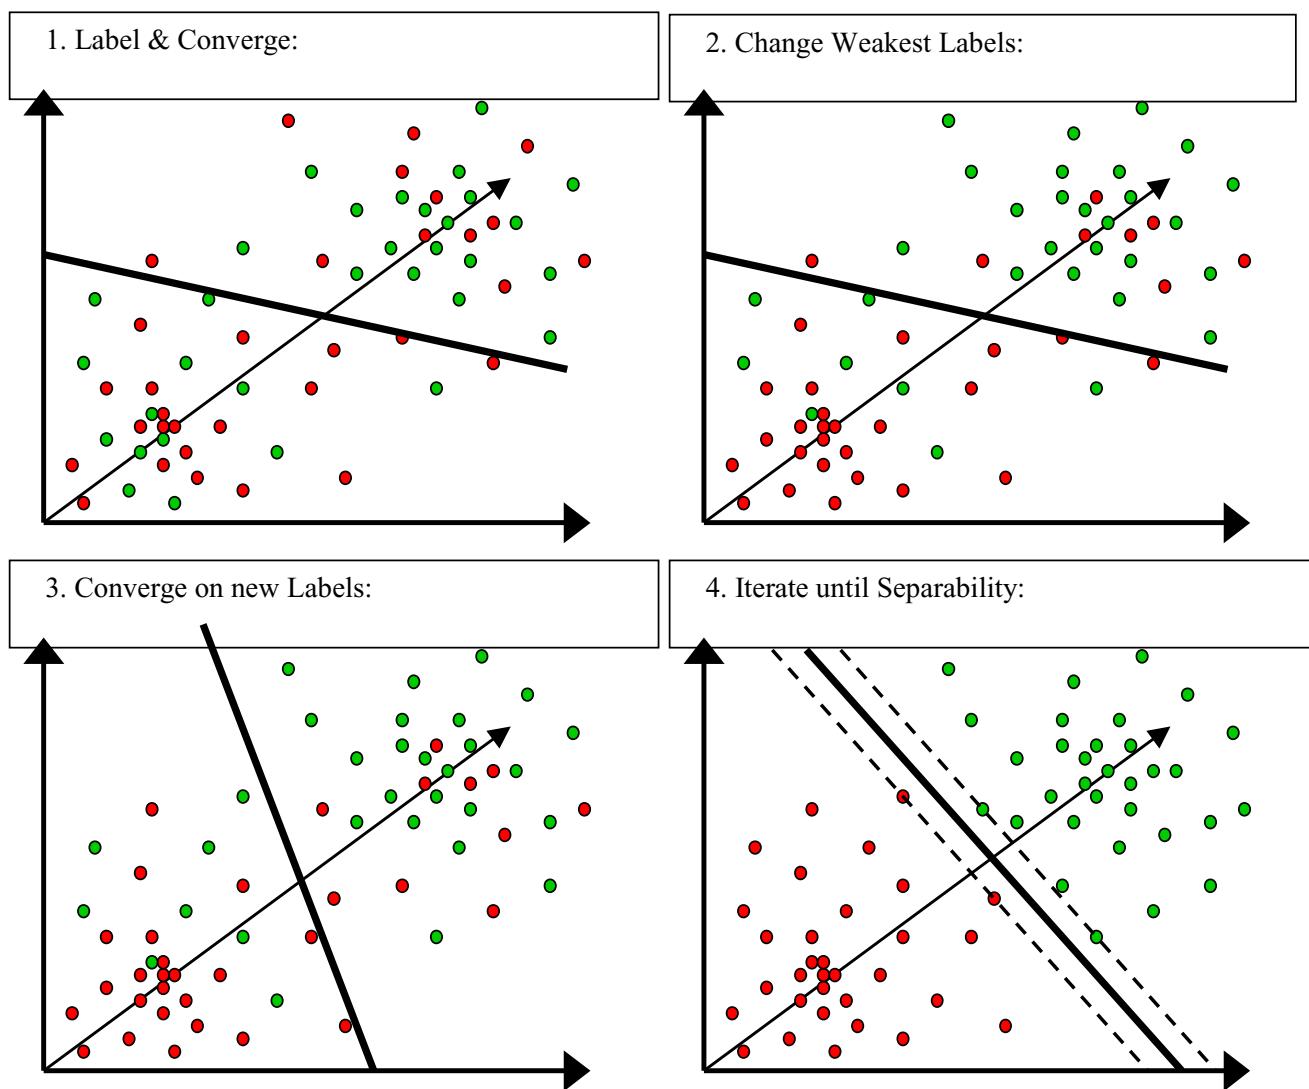 1. Label & Converge:
2. Change Weakest Labels:
3. Converge on new Labels:
4. Iterate until Separability: